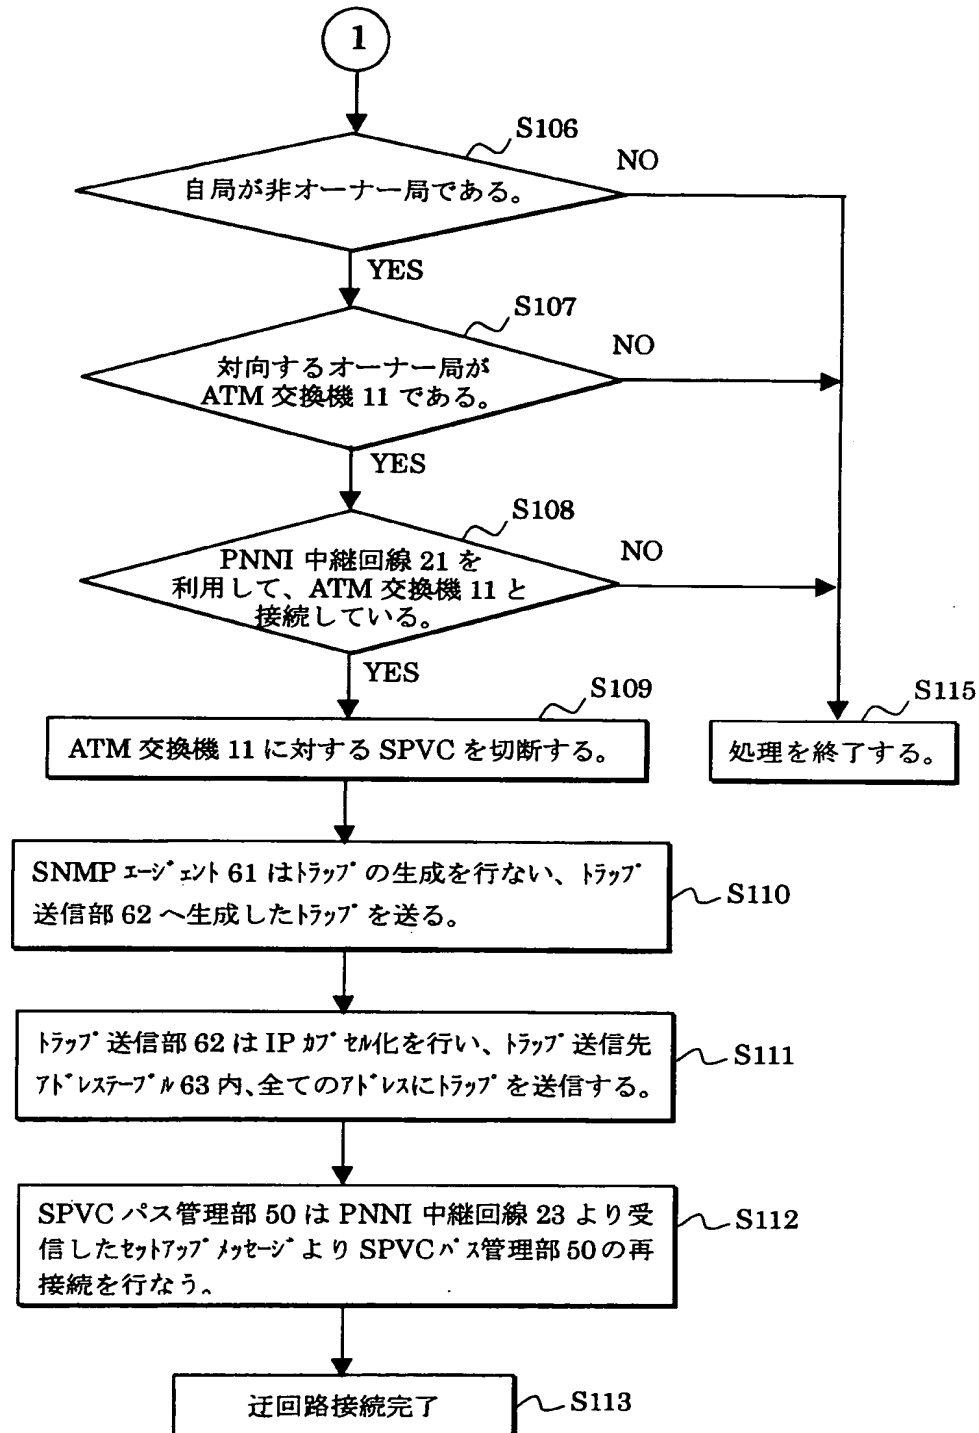 1
S106
自局が非オーナー局である。
NO
YES
S107
対向するオーナー局が
ATM 交換機 11 である。
NO
YES
S108
PNNI 中継回線 21 を
利用して、ATM 交換機 11 と
接続している。
NO
YES
S109
ATM 交換機 11 に対する SPVC を切断する。
S115
処理を終了する。
SNMP ｴｰｼﾞｪﾝﾄ 61 はﾄﾗｯﾌﾟの生成を行ない、ﾄﾗｯﾌﾟ
送信部 62 へ生成したﾄﾗｯﾌﾟを送る。
S110
ﾄﾗｯﾌﾟ送信部 62 は IP ｶﾌﾟｾﾙ化を行い、ﾄﾗｯﾌﾟ送信先
ｱﾄﾞﾚｽﾃｰﾌﾞﾙ 63 内、全てのｱﾄﾞﾚｽにﾄﾗｯﾌﾟを送信する。
S111
SPVC パス管理部 50 は PNNI 中継回線 23 より受
信したｾｯﾄｱｯﾌﾟﾒｯｾｰｼﾞより SPVC ﾊﾟｽ管理部 50 の再
接続を行なう。
S112
迂回路接続完了
S113